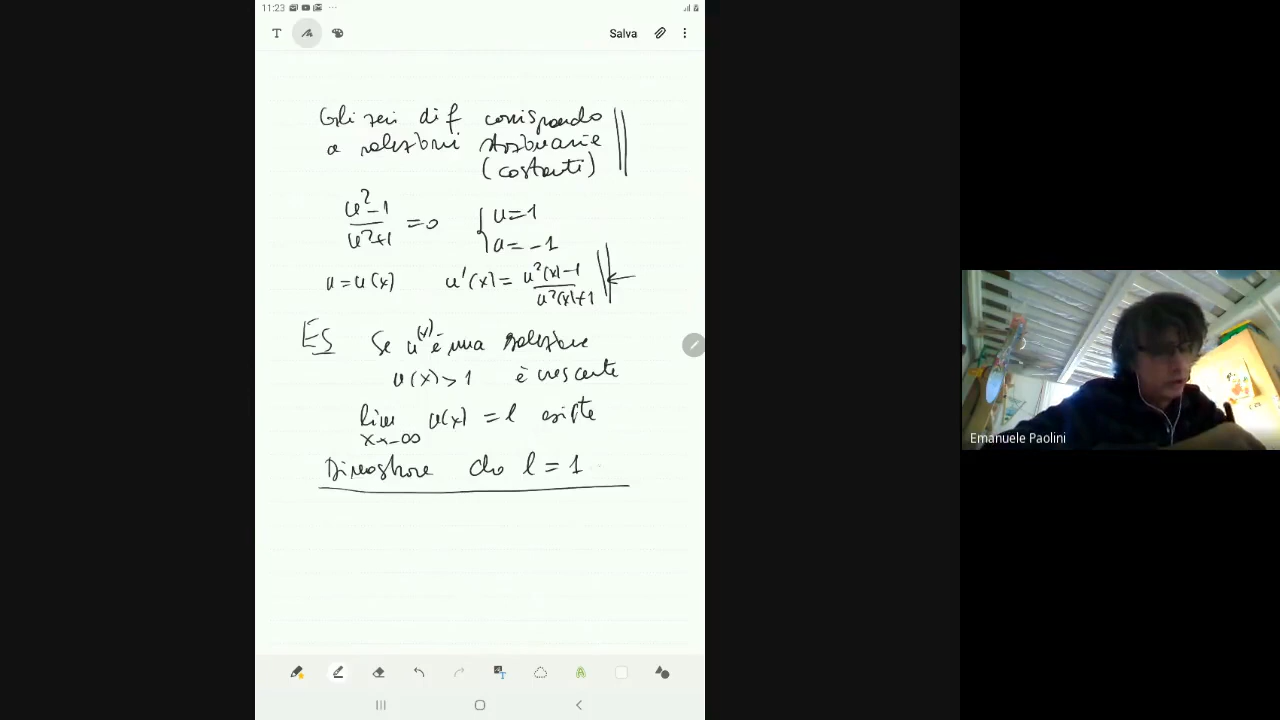 11:23
T
Salva
Gli zeri di f corrispondo
a soluzioni stazionarie
(costanti)
u²-1
u²+1
=0
u=1
u=-1
u=u(x)
u'(x)=
u²(x)-1
u²(x)+1
Es
Se u(x) è una soluzione
u(x)>1 è crescente
lim u(x) = l esiste
x→-∞
Dimostrare che l=1
Emanuele Paolini